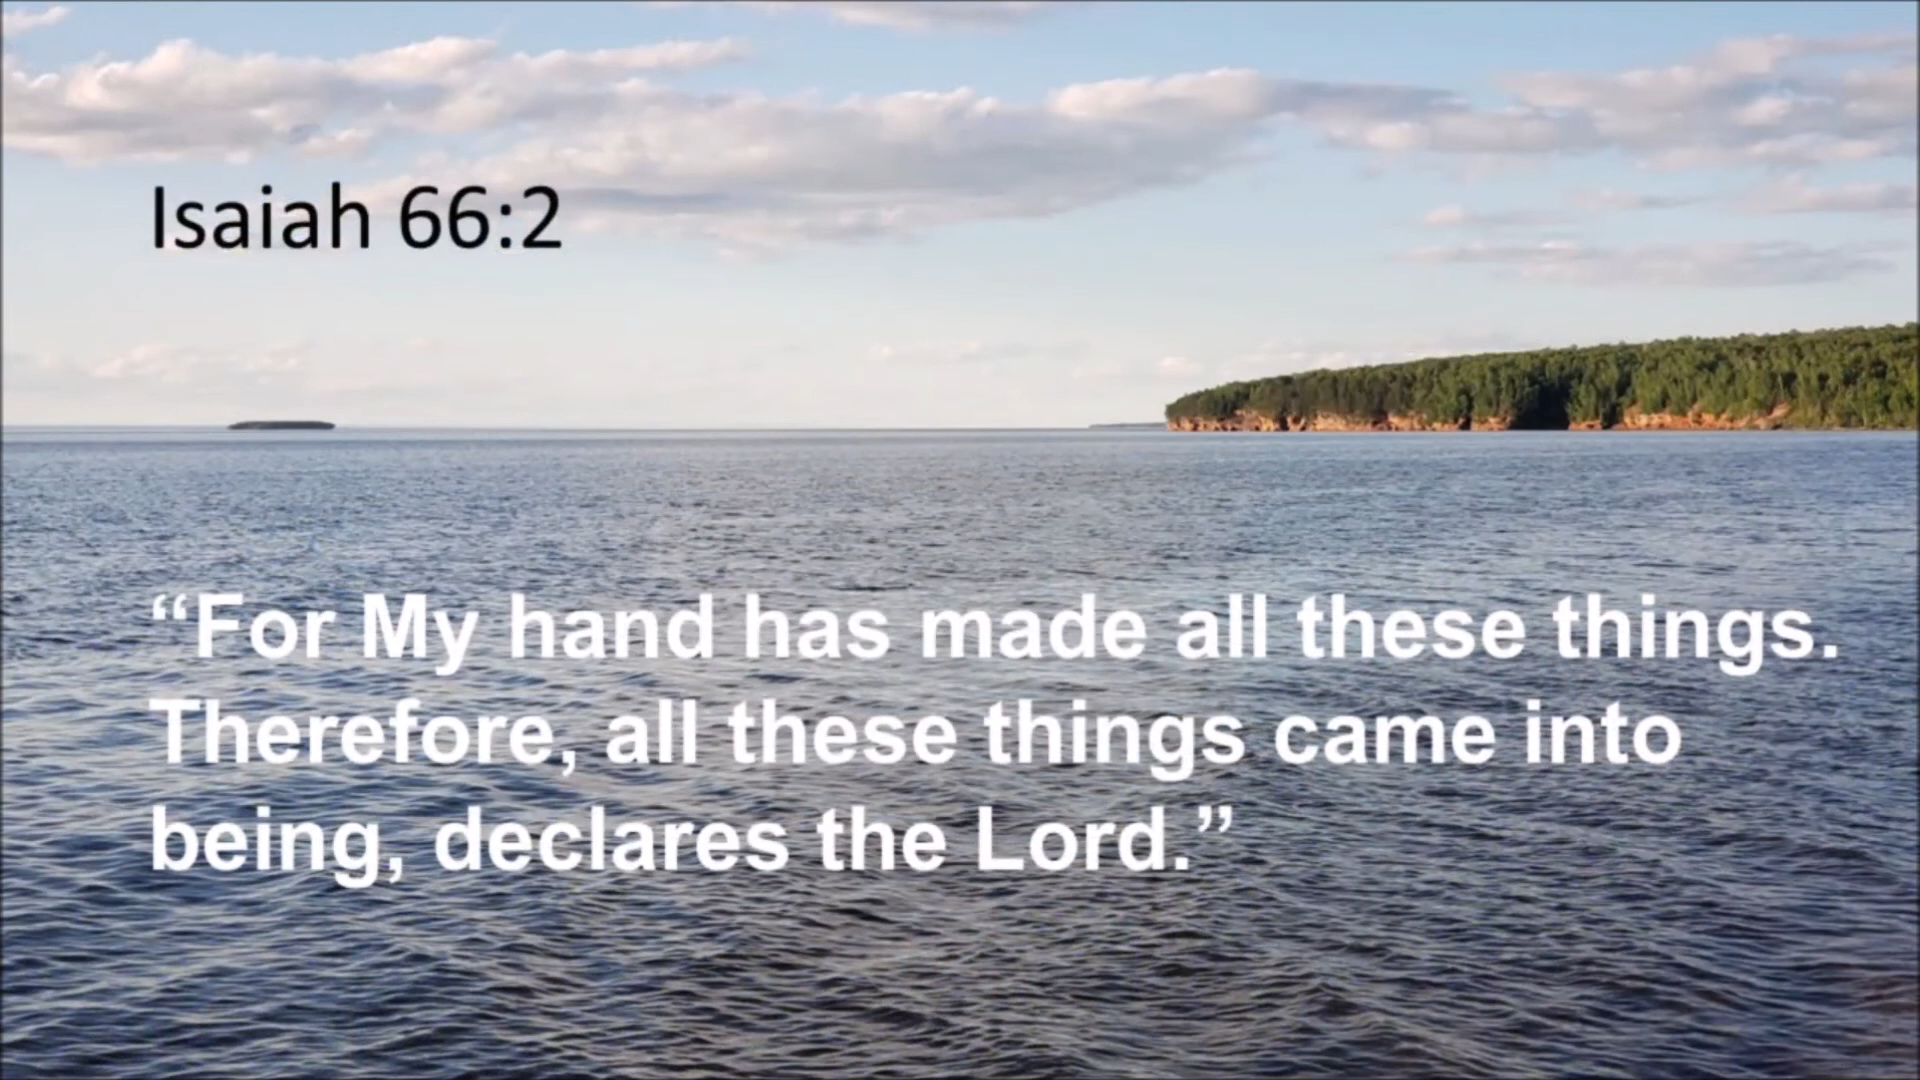 Isaiah 66:2
“For My hand has made all these things.
Therefore, all these things came into
being, declares the Lord.”